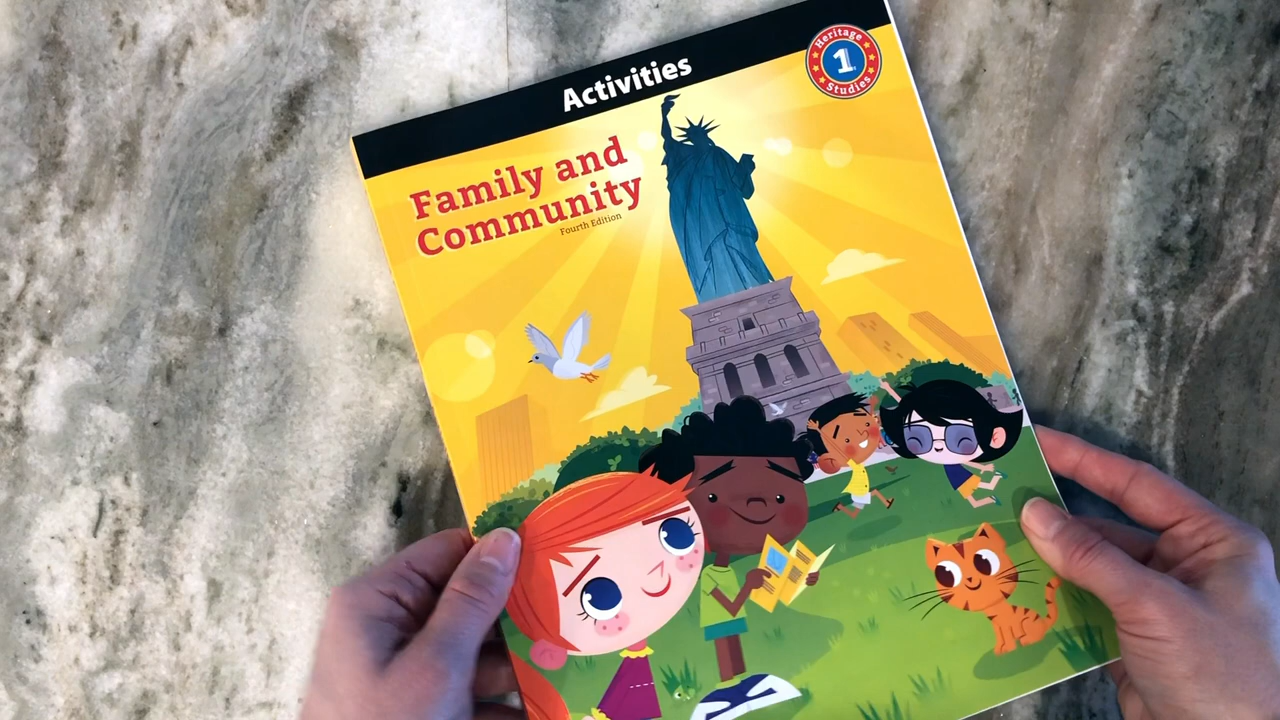 Activities
Heritage
1
Studies
Family and
Community
Fourth Edition